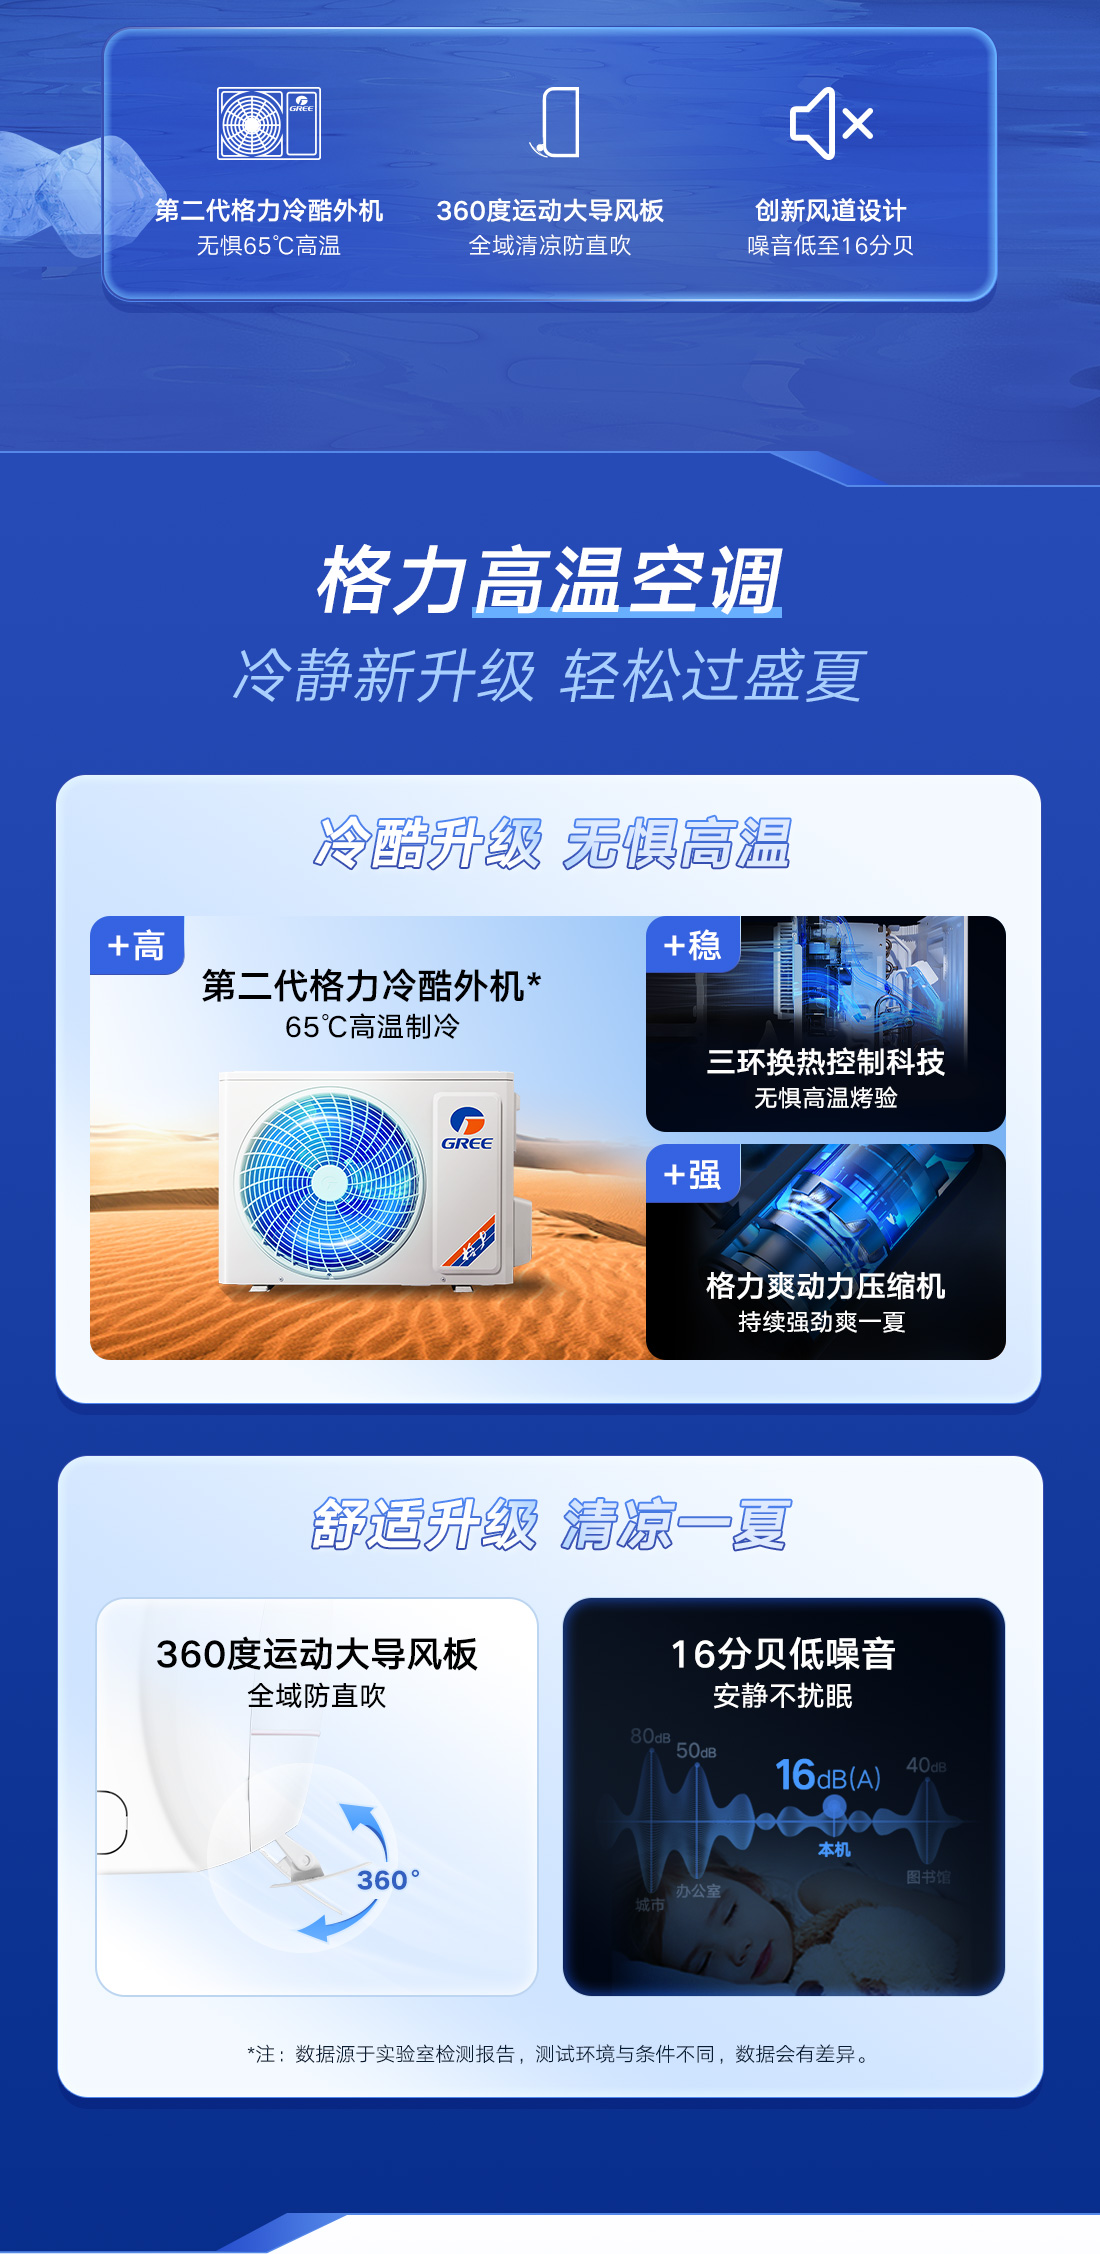 GREE
第二代格力冷酷外机
无惧65℃高温
360度运动大导风板
全域清凉防直吹
创新风道设计
噪音低至16分贝
格力高温空调
冷静新升级 轻松过盛夏
冷酷升级 无惧高温
+高
第二代格力冷酷外机*
65℃高温制冷
GREE
格力
+稳
三环换热控制科技
无惧高温烤验
+强
格力爽动力压缩机
持续强劲爽一夏
舒适升级 清凉一夏
360度运动大导风板
全域防直吹
360°
16分贝低噪音
安静不扰眠
80dB
50dB
16dB(A)
40dB
本机
城市
办公室
图书馆
*注：数据源于实验室检测报告，测试环境与条件不同，数据会有差异。